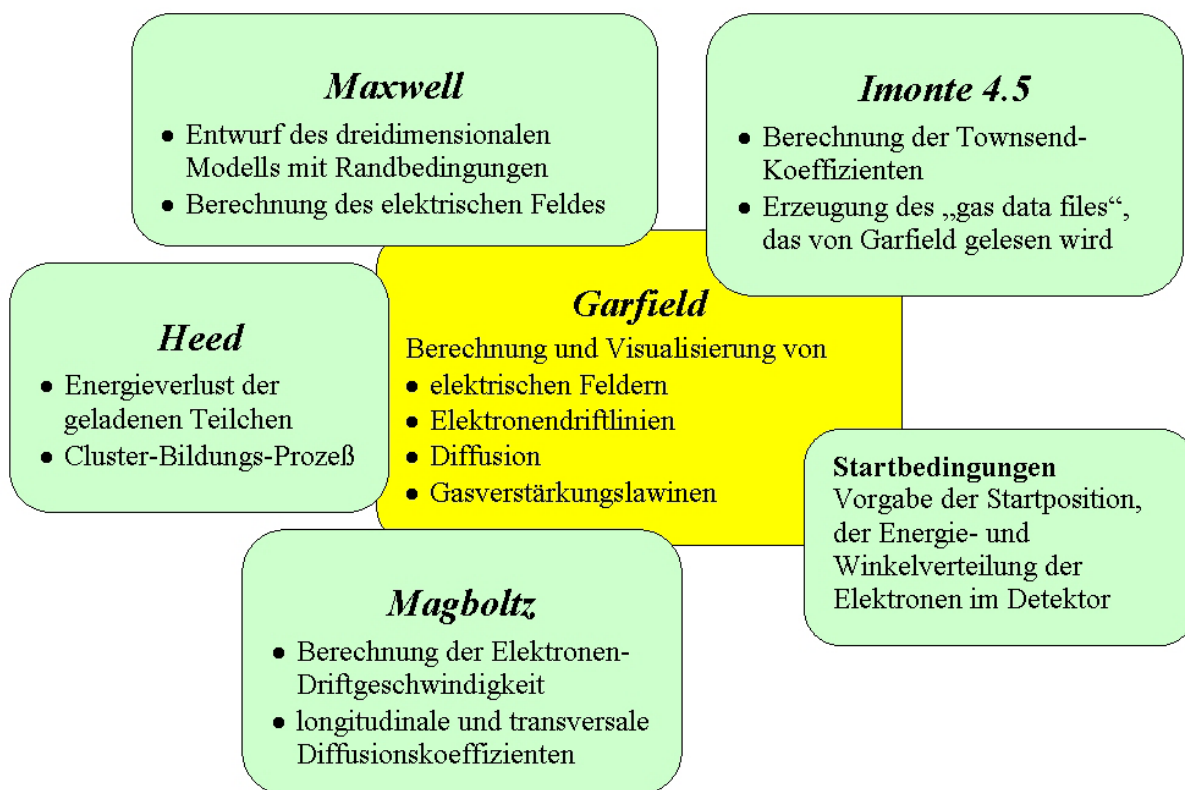 Maxwell
• Entwurf des dreidimensionalen
Modells mit Randbedingungen
• Berechnung des elektrischen Feldes
Imonte 4.5
• Berechnung der Townsend-
Koeffizienten
• Erzeugung des „gas data files“,
das von Garfield gelesen wird
Heed
• Energieverlust der
geladenen Teilchen
• Cluster-Bildungs-Prozeß
Garfield
Berechnung und Visualisierung von
• elektrischen Feldern
• Elektronendriftlinien
• Diffusion
• Gasverstärkungslawinen
Startbedingungen
Vorgabe der Startposition,
der Energie- und
Winkelverteilung der
Elektronen im Detektor
Magboltz
• Berechnung der Elektronen-
Driftgeschwindigkeit
• longitudinale und transversale
Diffusionskoeffizienten